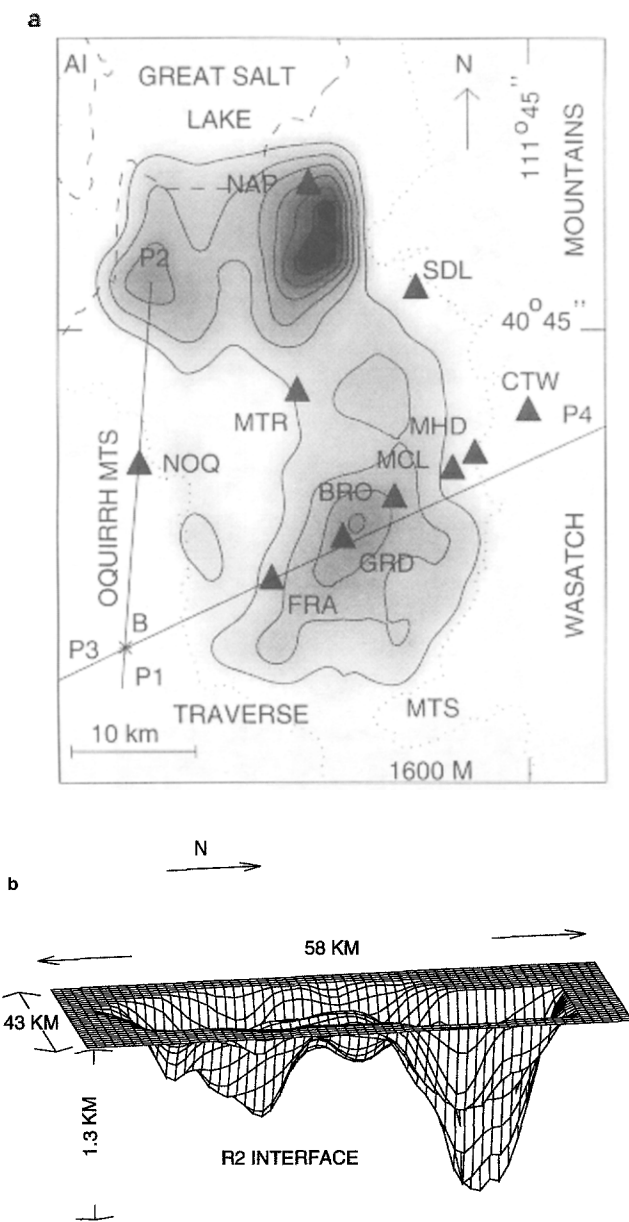 a
AI
GREAT SALT
LAKE
N
111°45''
MOUNTAINS
NAP
P2
SDL
40°45''
CTW
P4
MTR
MHD
MCL
NOQ
OQUIRRH MTS
BRO
GRD
FRA
WASATCH
B
P3
P1
TRAVERSE
MTS
10 km
1600 M
N
b
58 KM
43 KM
1.3 KM
R2 INTERFACE